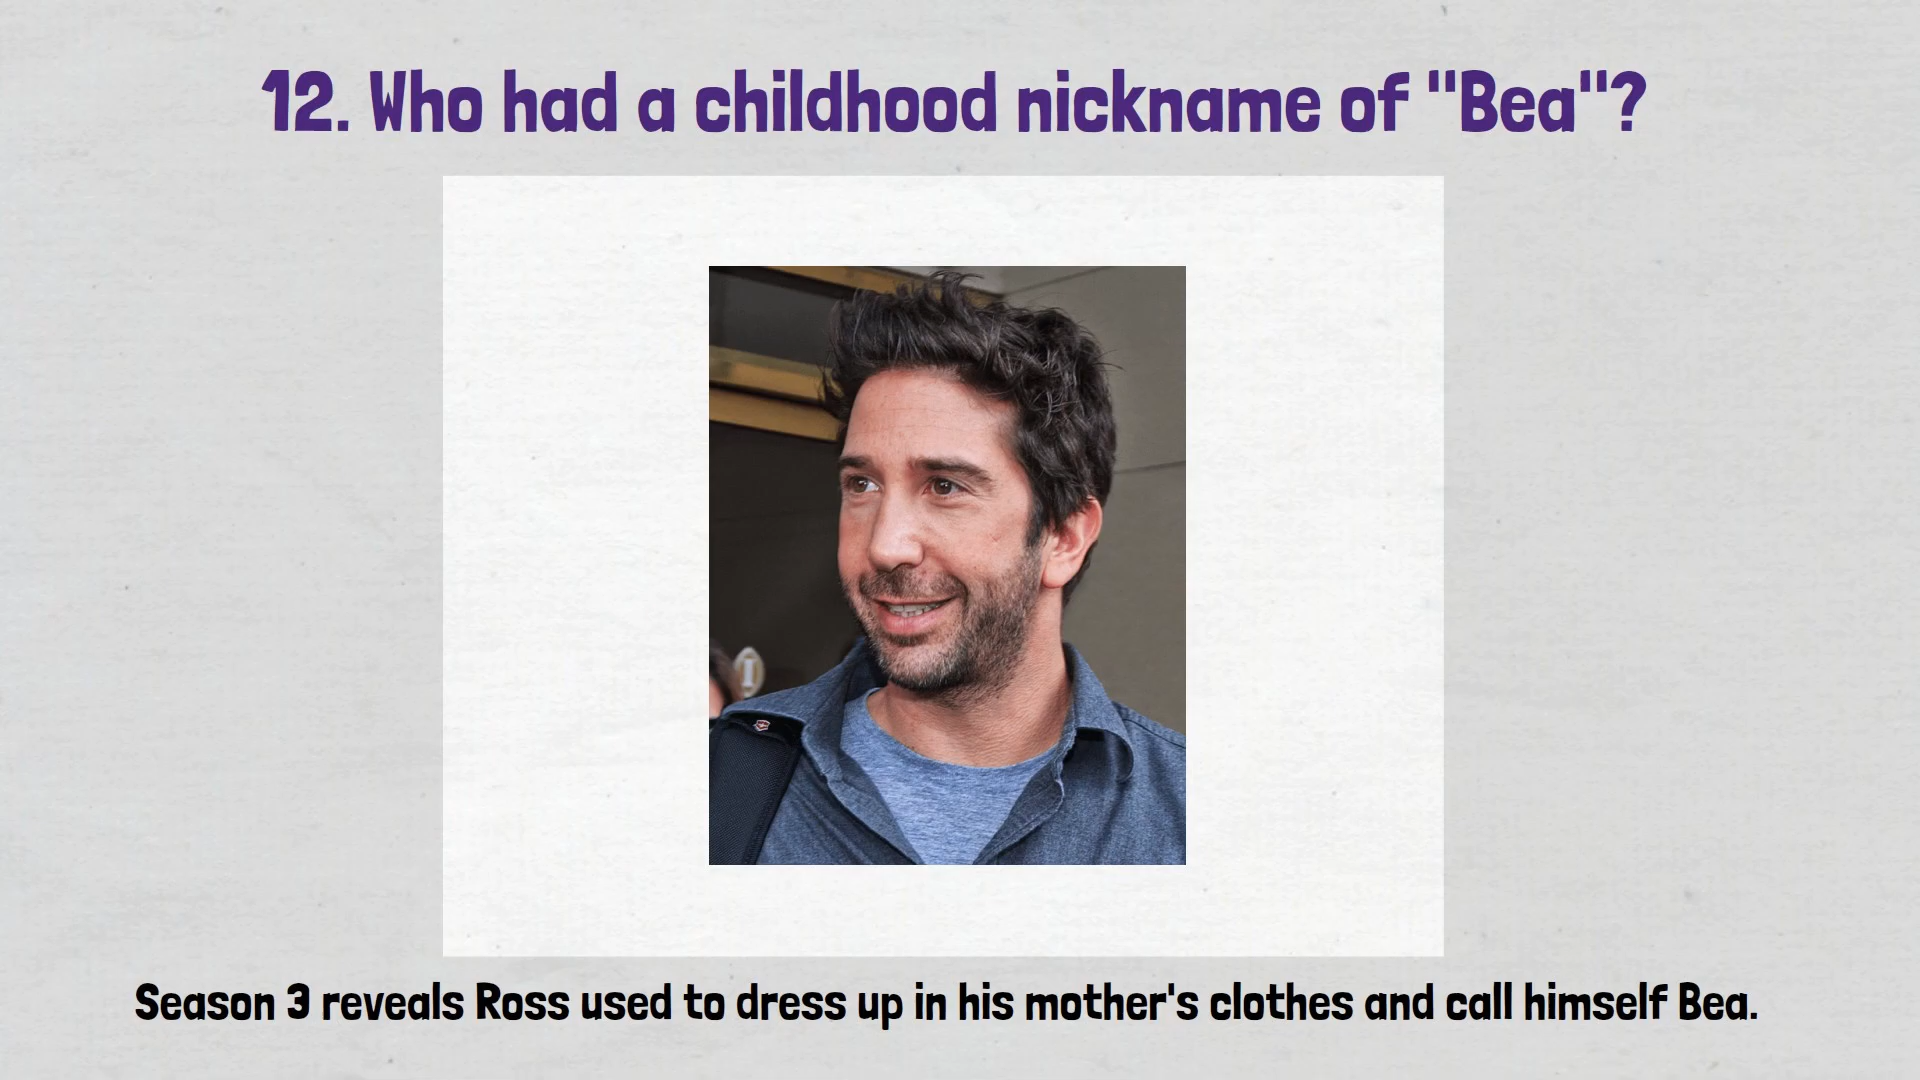 12. Who had a childhood nickname of "Bea"?
I
Season 3 reveals Ross used to dress up in his mother's clothes and call himself Bea.